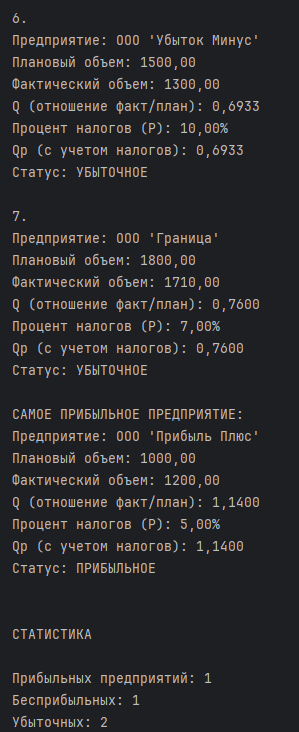 6.
Предприятие: ООО 'Убыток Минус'
Плановый объем: 1500,00
Фактический объем: 1300,00
Q (отношение факт/план): 0,6933
Процент налогов (P): 10,00%
Qp (с учетом налогов): 0,6933
Статус: УБЫТОЧНОЕ
7.
Предприятие: ООО 'Граница'
Плановый объем: 1800,00
Фактический объем: 1710,00
Q (отношение факт/план): 0,7600
Процент налогов (P): 7,00%
Qp (с учетом налогов): 0,7600
Статус: УБЫТОЧНОЕ
САМОЕ ПРИБЫЛЬНОЕ ПРЕДПРИЯТИЕ:
Предприятие: ООО 'Прибыль Плюс'
Плановый объем: 1000,00
Фактический объем: 1200,00
Q (отношение факт/план): 1,1400
Процент налогов (P): 5,00%
Qp (с учетом налогов): 1,1400
Статус: ПРИБЫЛЬНОЕ
СТАТИСТИКА
Прибыльных предприятий: 1
Бесприбыльных: 1
Убыточных: 2